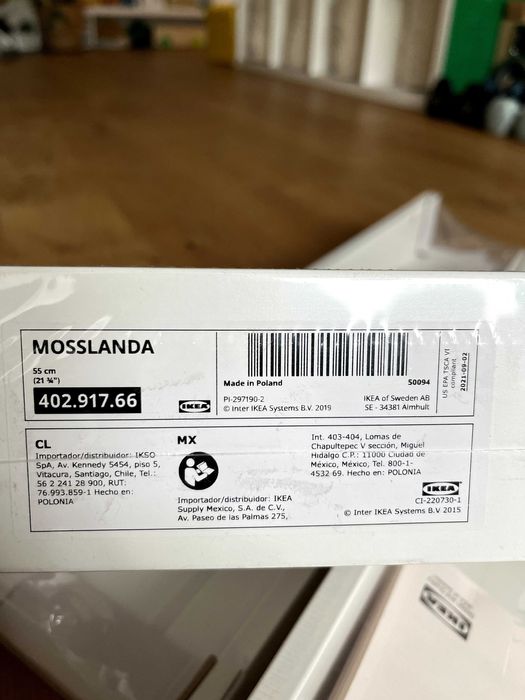 MOSSLANDA
55 cm
(21 ¾")
402.917.66
IKEA
Made in Poland
50094
PI-297190-2
© Inter IKEA Systems B.V. 2019
IKEA of Sweden AB
SE - 34381 Älmhult
US EPA TSCA VI
compliant
2021-09-02
CL
Importador/distribuidor: IKSO
SpA, Av. Kennedy 5454, piso 5,
Vitacura, Santiago, Chile, Tel.:
56 2 241 28 900, RUT:
76.993.859-1 Hecho en:
POLONIA
MX
Importador/distribuidor: IKEA
Supply Mexico, S.A. de C.V.,
Av. Paseo de las Palmas 275,
Int. 403-404, Lomas de
Chapultepec V sección, Miguel
Hidalgo C.P.: 11000 Ciudad de
México, México, Tel. 800-1-
4532 69. Hecho en: POLONIA
IKEA
CI-220730-1
© Inter IKEA Systems B.V 2015
IKEA